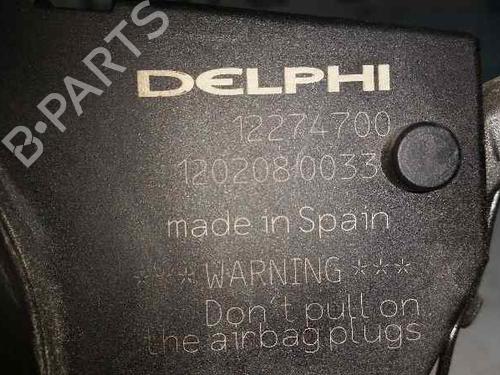 B-PARTS
DELPHI
12274700
120208 0033
made in Spain
*** WARNING ***
Don't pull on
the airbag plugs